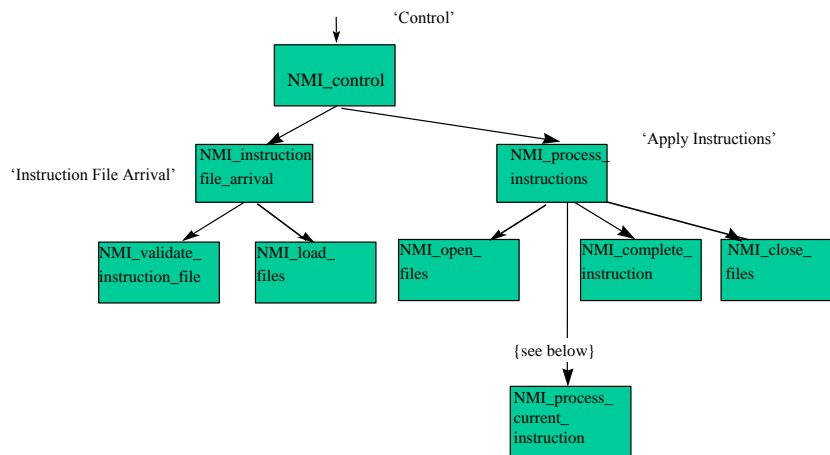 ‘Control’
NMI_control
NMI_instruction
file_arrival
‘Instruction File Arrival’
NMI_process_
instructions
‘Apply Instructions’
NMI_validate_
instruction_file
NMI_load_
files
NMI_open_
files
NMI_complete_
instruction
NMI_close_
files
{see below}
NMI_process_
current_
instruction